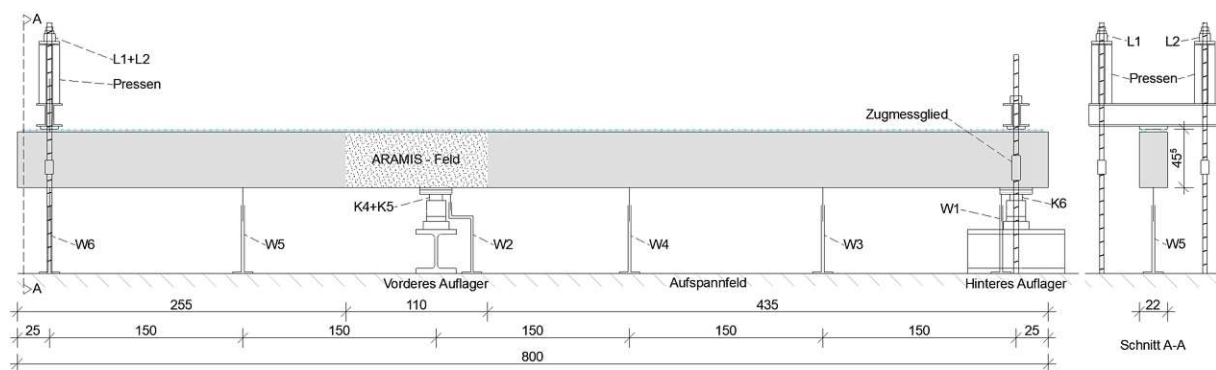 A
A
L1+L2
Pressen
L1
L2
Pressen
Zugmessglied
ARAMIS - Feld
45⁵
K4+K5
W1
K6
W6
W5
W2
W4
W3
W5
A
Vorderes Auflager
Aufspannfeld
Hinteres Auflager
255
110
435
22
25
150
150
150
150
150
25
Schnitt A-A
800